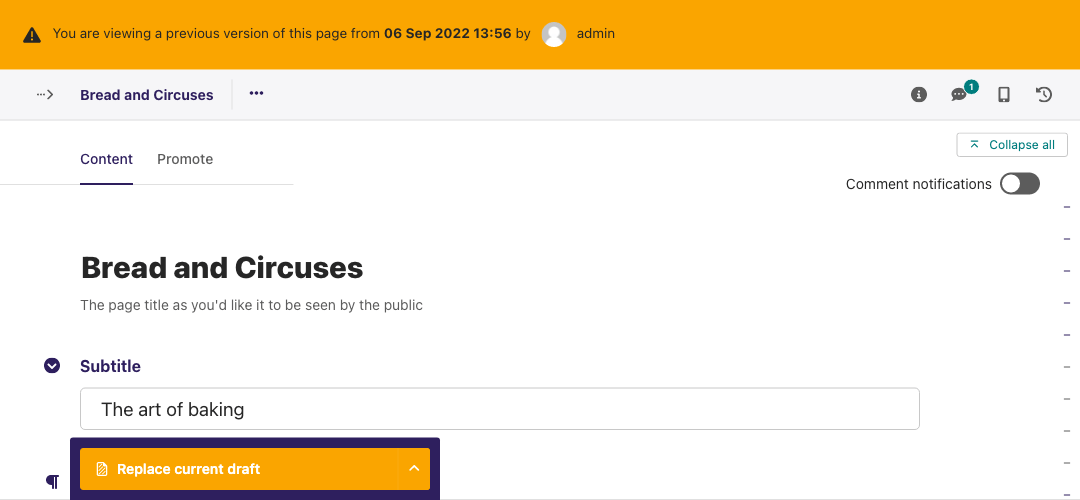 You are viewing a previous version of this page from 06 Sep 2022 13:56 by admin
Bread and Circuses
1
Collapse all
Content Promote
Comment notifications
Bread and Circuses
The page title as you'd like it to be seen by the public
Subtitle
The art of baking
Replace current draft